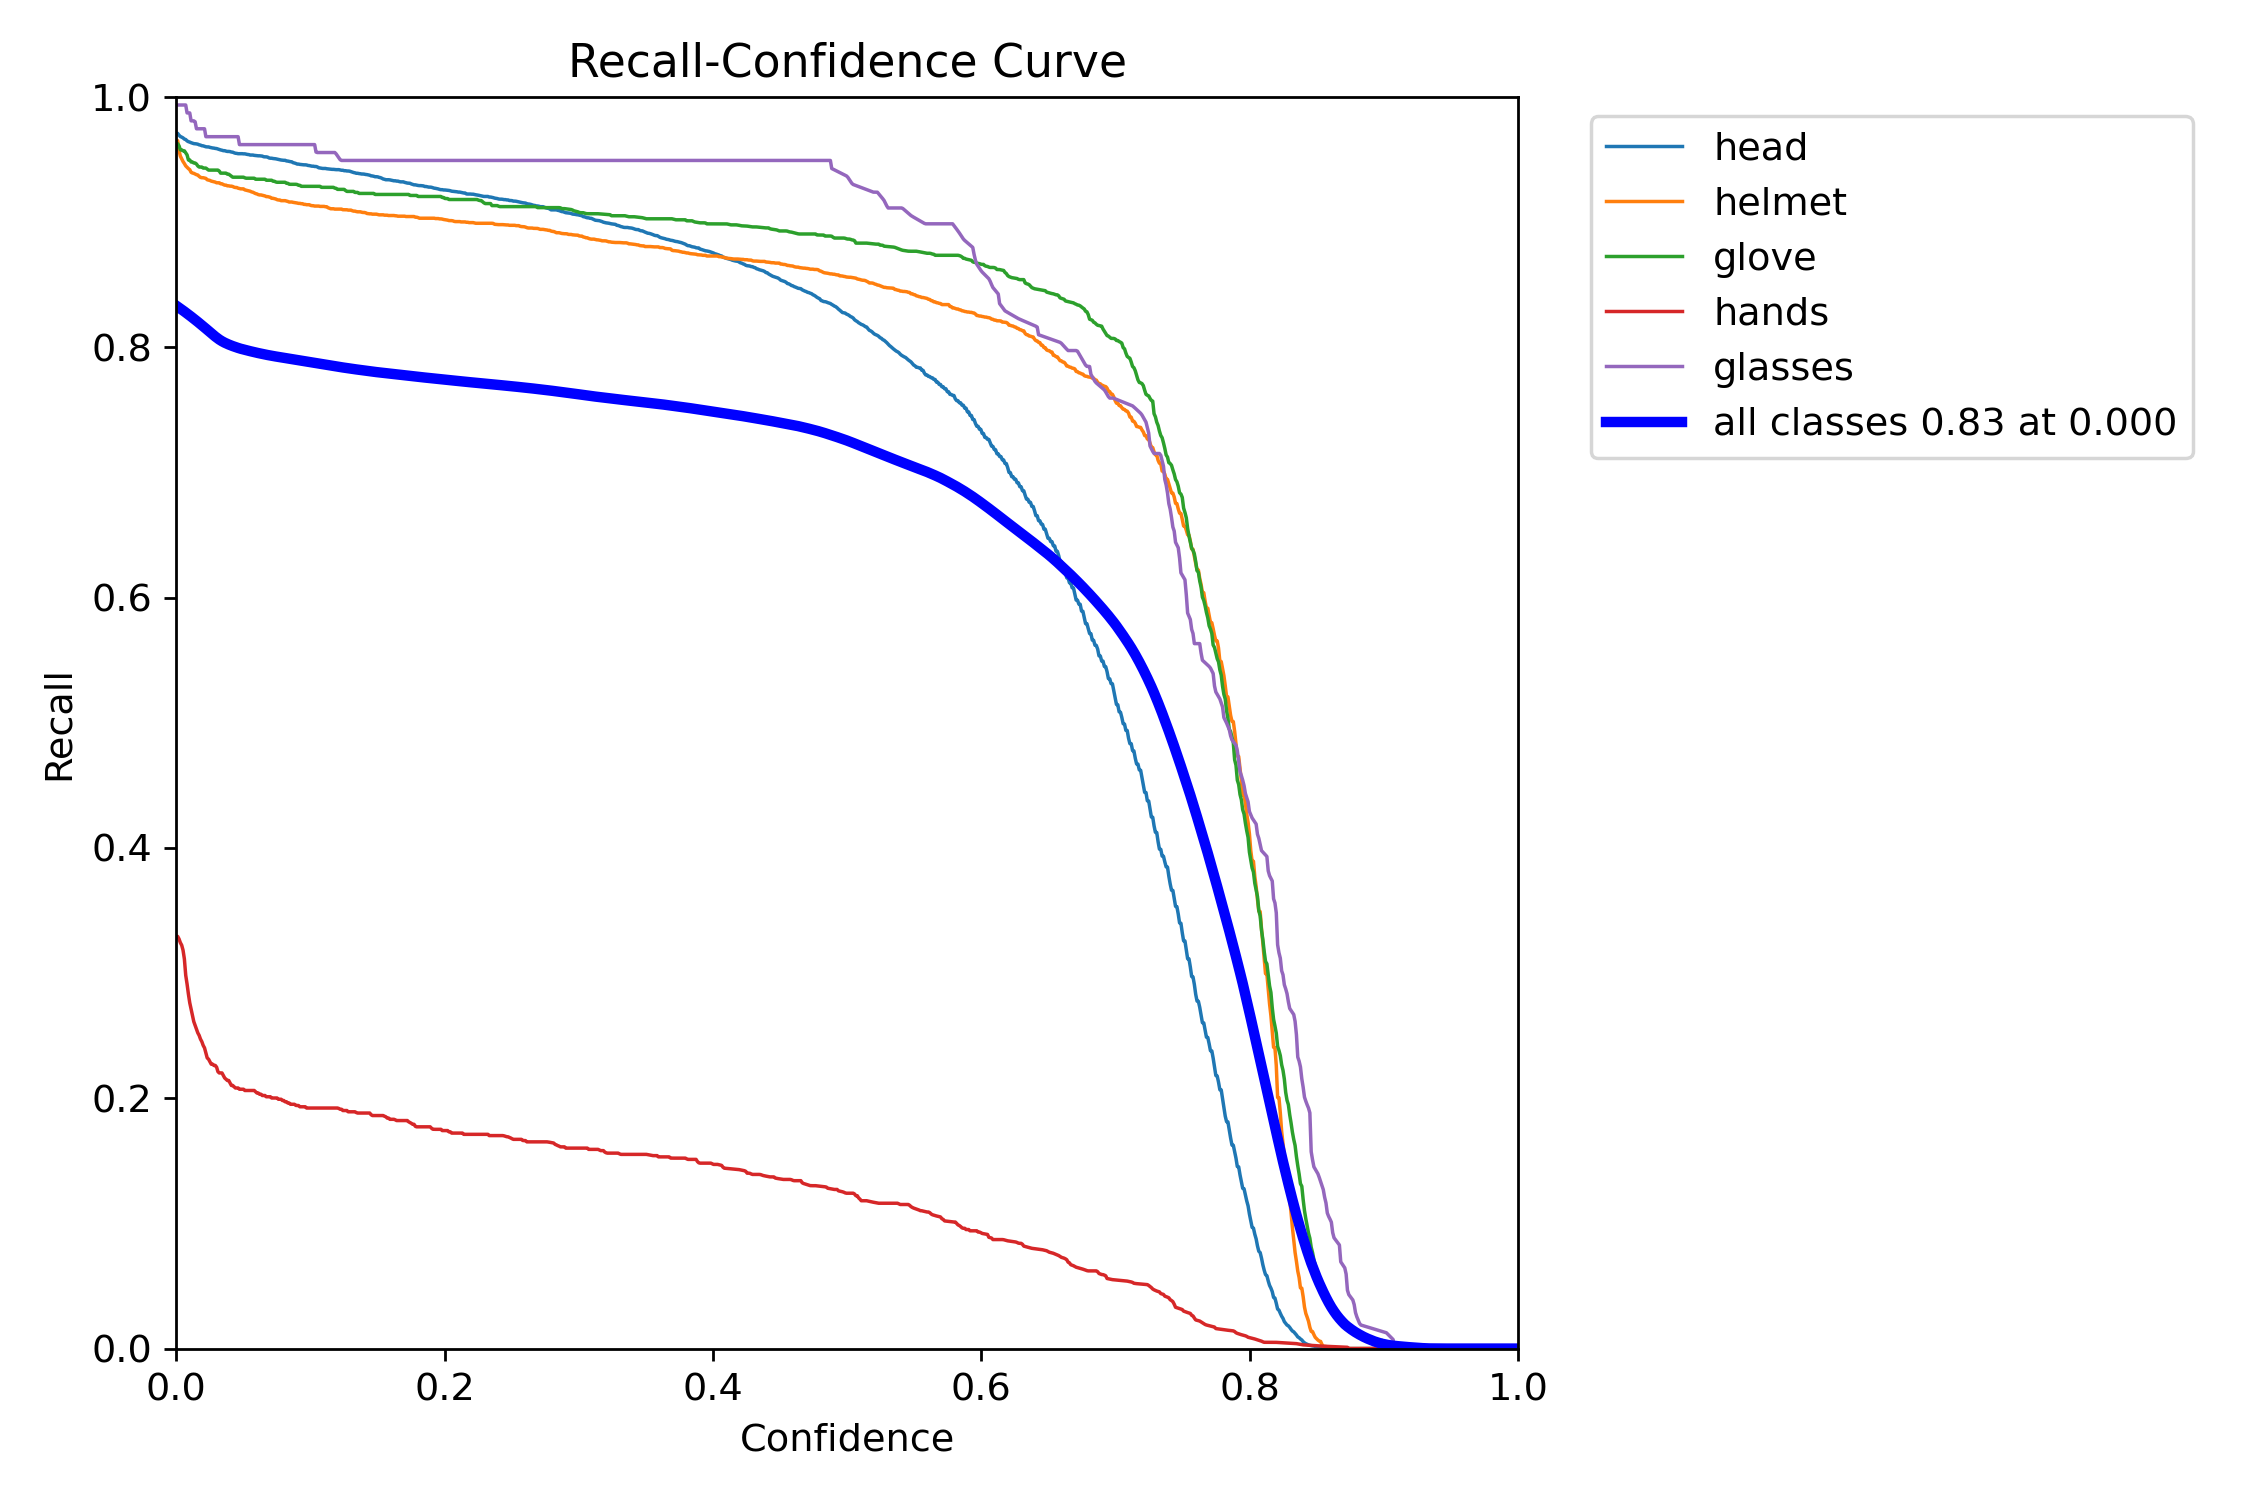 Recall-Confidence Curve
1.0
0.8
0.6
0.4
0.2
0.0
Recall
0.0 0.2 0.4 0.6 0.8 1.0
Confidence
head
helmet
glove
hands
glasses
all classes 0.83 at 0.000